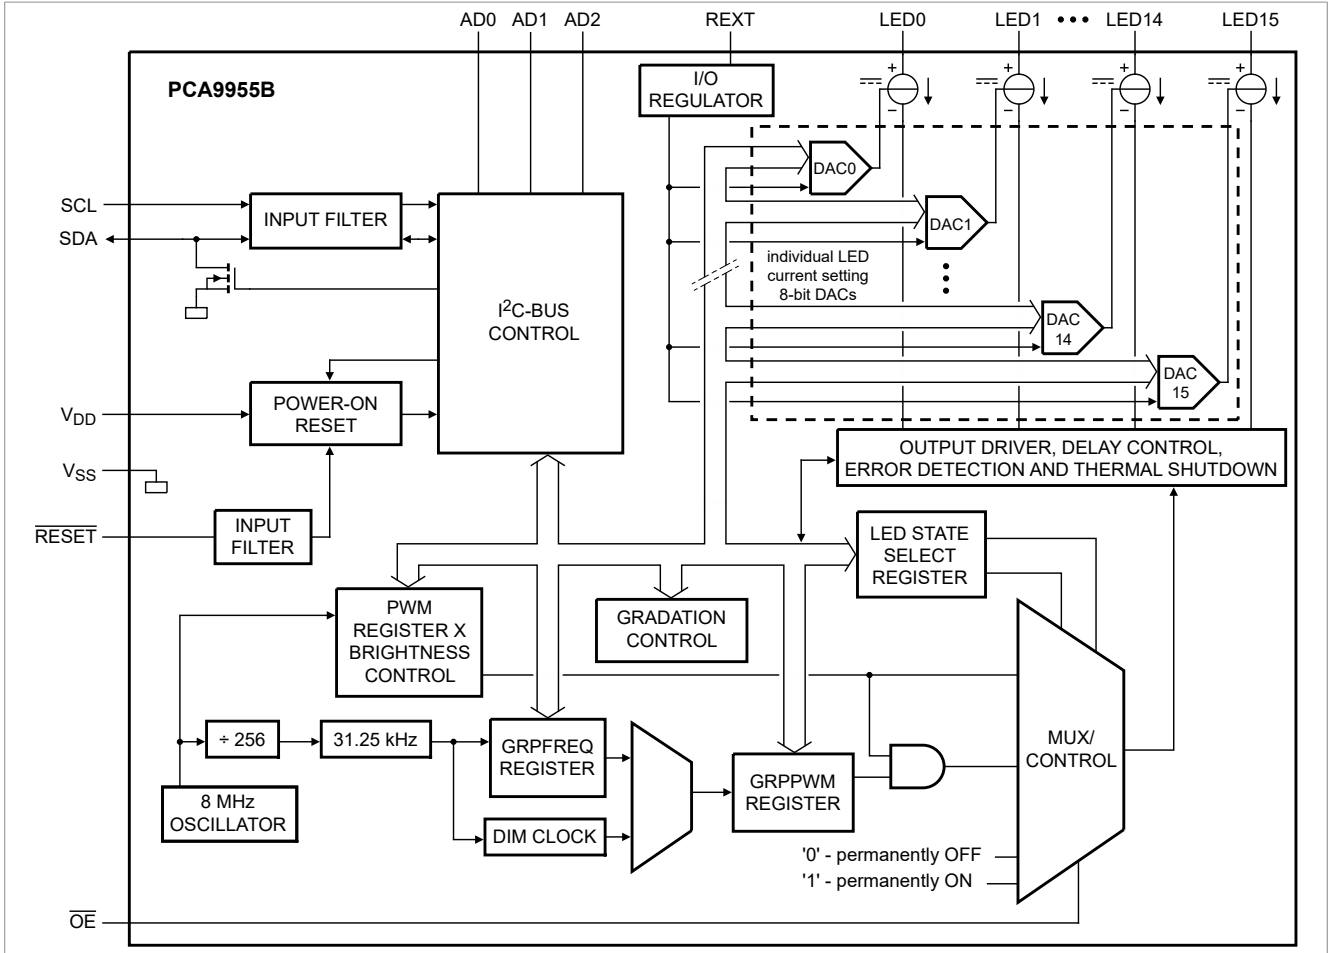 AD0 AD1 AD2 REXT LED0 LED1 ••• LED14 LED15
PCA9955B
I/O
REGULATOR
+ + + +
− − − −
DAC0
SCL
INPUT FILTER
SDA
DAC1
individual LED
current setting
8-bit DACs
I²C-BUS
CONTROL
DAC
14
DAC
15
VDD
POWER-ON
RESET
VSS
OUTPUT DRIVER, DELAY CONTROL,
ERROR DETECTION AND THERMAL SHUTDOWN
RESET
INPUT
FILTER
LED STATE
SELECT
REGISTER
PWM
REGISTER X
BRIGHTNESS
CONTROL
GRADATION
CONTROL
÷ 256
31.25 kHz
GRPFREQ
REGISTER
MUX/
CONTROL
GRPPWM
REGISTER
8 MHz
OSCILLATOR
DIM CLOCK
'0' - permanently OFF
'1' - permanently ON
OE